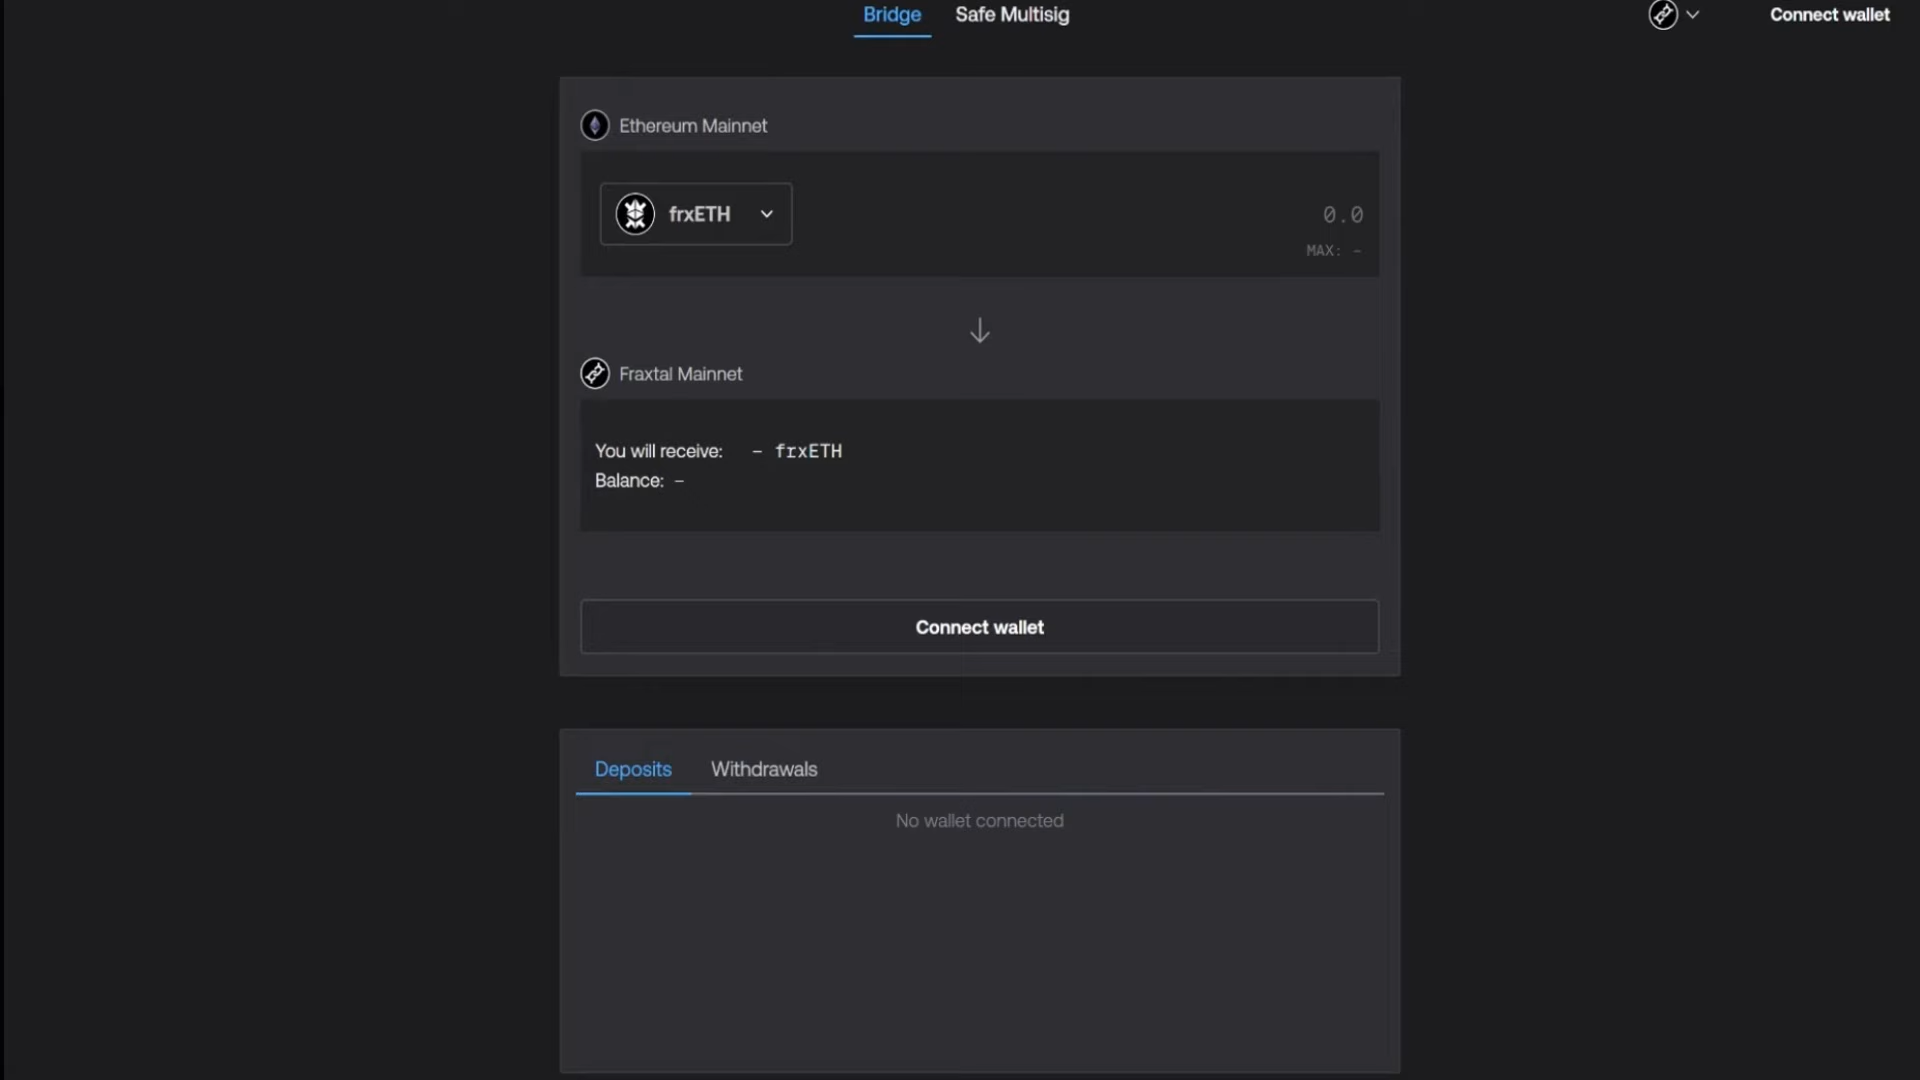 Bridge Safe Multisig Connect wallet
Ethereum Mainnet
frxETH 0.0
MAX: –
Fraxtal Mainnet
You will receive: – frxETH
Balance: –
Connect wallet
Deposits Withdrawals
No wallet connected